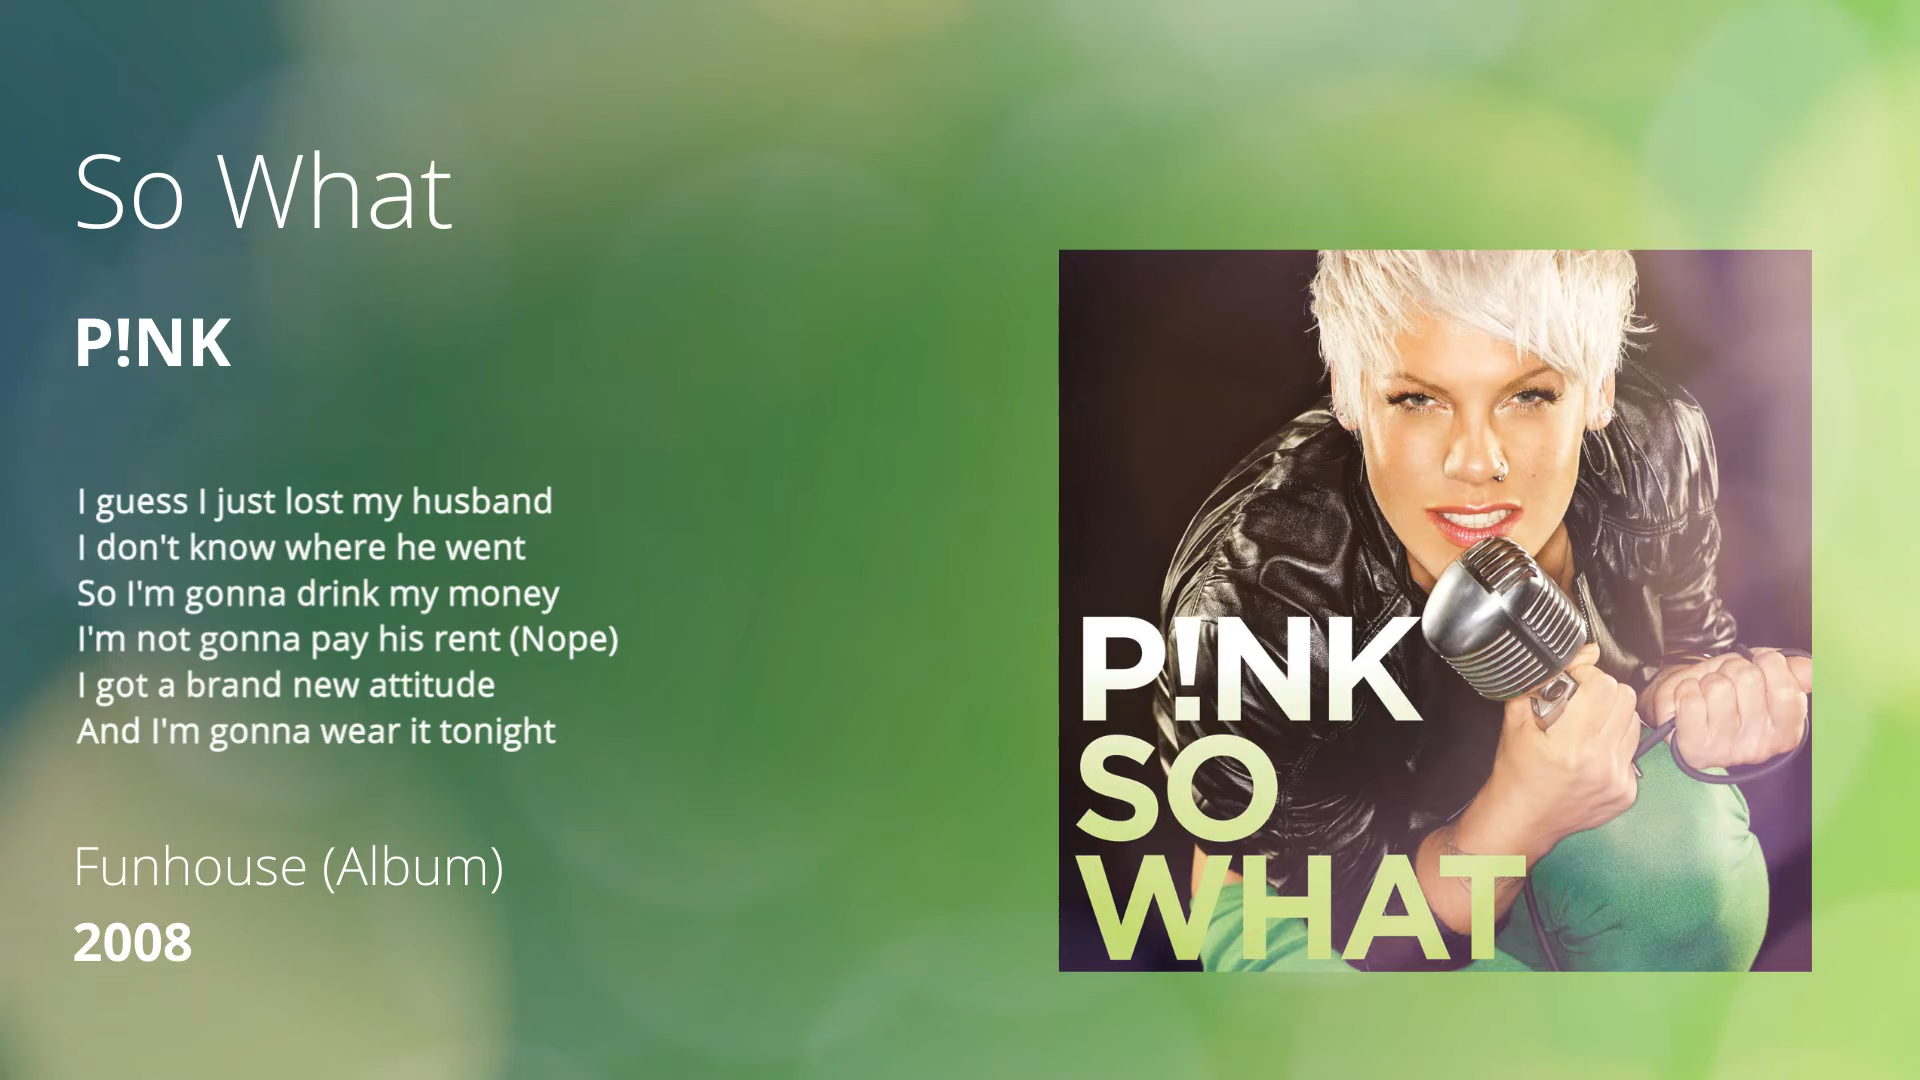 So What
P!NK
I guess I just lost my husband
I don't know where he went
So I'm gonna drink my money
I'm not gonna pay his rent (Nope)
I got a brand new attitude
And I'm gonna wear it tonight
Funhouse (Album)
2008
P!NK
SO
WHAT